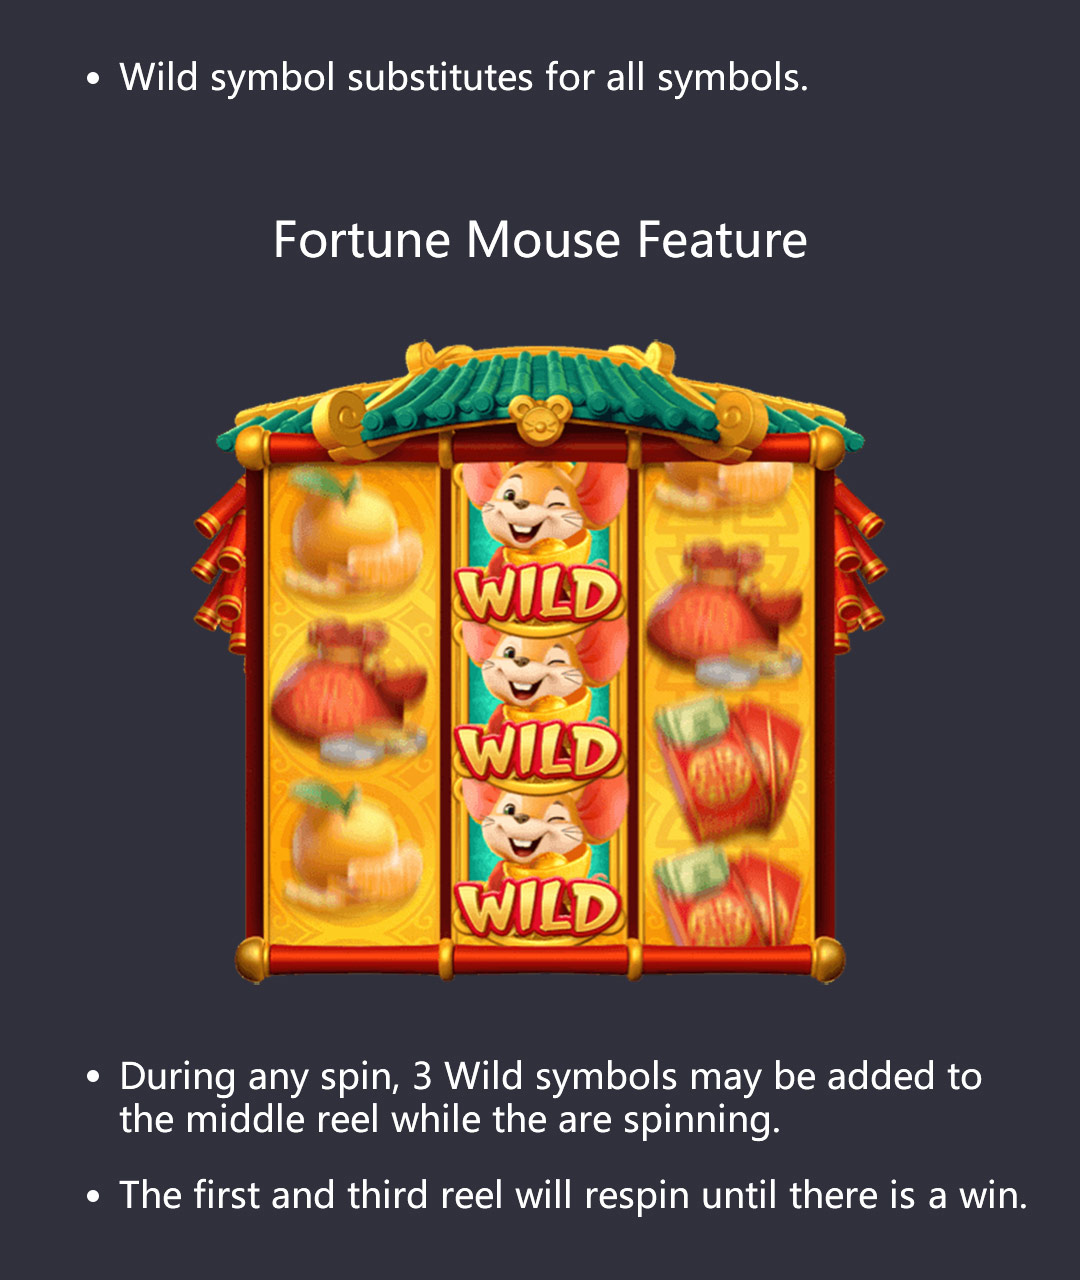 • Wild symbol substitutes for all symbols.
Fortune Mouse Feature
WILD
WILD
WILD
• During any spin, 3 Wild symbols may be added to
the middle reel while the are spinning.
• The first and third reel will respin until there is a win.